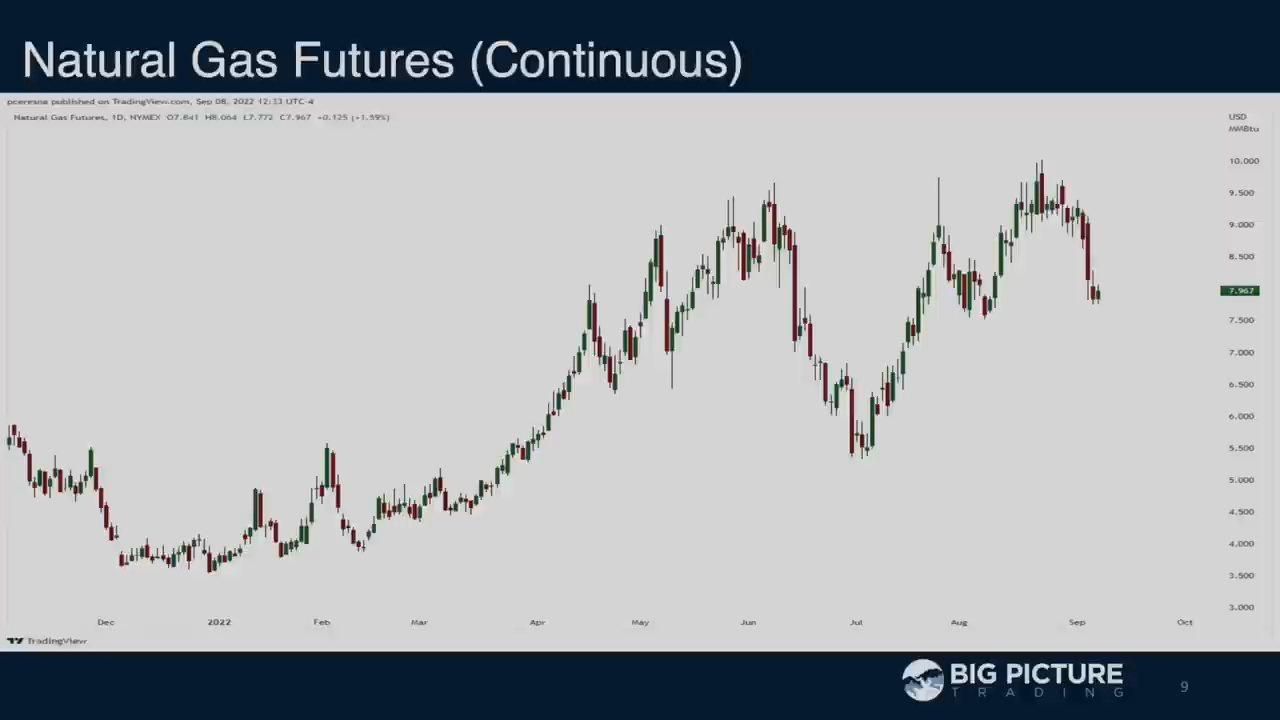 Natural Gas Futures (Continuous)
pceresna published on TradingView.com, Sep 08, 2022 12:33 UTC-4
Natural Gas Futures, 1D, NYMEX O7.841 H8.064 L7.772 C7.967 +0.125 (+1.59%)
USD
MMBtu
10.000
9.500
9.000
8.500
7.967
7.500
7.000
6.500
6.000
5.500
5.000
4.500
4.000
3.500
3.000
Dec 2022 Feb Mar Apr May Jun Jul Aug Sep Oct
TradingView
BIG PICTURE
TRADING
9